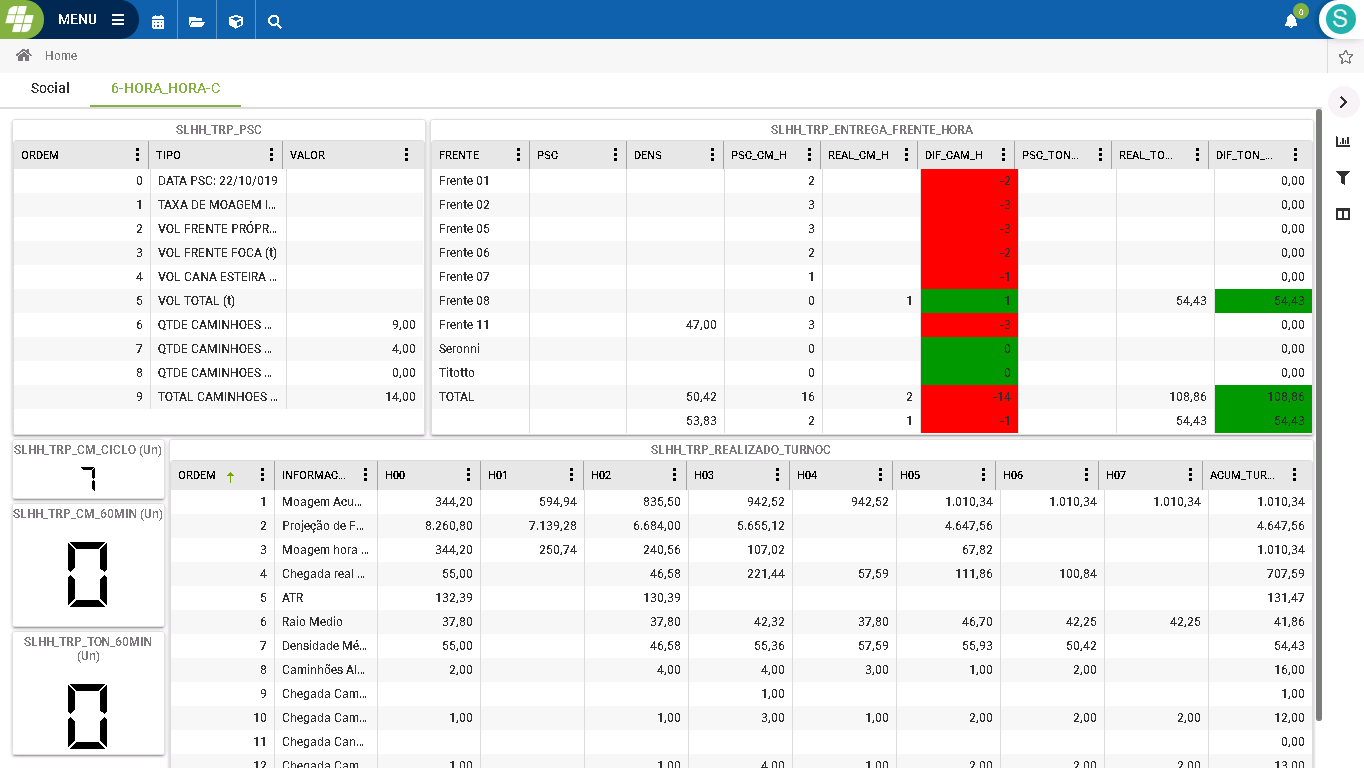 MENU
0
S
Home
Social 6-HORA_HORA-C
SLHH_TRP_PSC
ORDEM TIPO VALOR
0 DATA PSC: 22/10/019
1 TAXA DE MOAGEM I...
2 VOL FRENTE PRÓPR...
3 VOL FRENTE FOCA (t)
4 VOL CANA ESTEIRA ...
5 VOL TOTAL (t)
6 QTDE CAMINHOES ... 9,00
7 QTDE CAMINHOES ... 4,00
8 QTDE CAMINHOES ... 0,00
9 TOTAL CAMINHOES ... 14,00
SLHH_TRP_ENTREGA_FRENTE_HORA
FRENTE PSC DENS PSC_CM_H REAL_CM_H DIF_CAM_H PSC_TON... REAL_TO... DIF_TON_...
Frente 01 2 -2 0,00
Frente 02 3 -3 0,00
Frente 05 3 -3 0,00
Frente 06 2 -2 0,00
Frente 07 1 -1 0,00
Frente 08 0 1 1 54,43 54,43
Frente 11 47,00 3 -3 0,00
Seronni 0 0 0,00
Titotto 0 0 0,00
TOTAL 50,42 16 2 -14 108,86 108,86
53,83 2 1 -1 54,43 54,43
SLHH_TRP_CM_CICLO (Un)
7
SLHH_TRP_CM_60MIN (Un)
0
SLHH_TRP_TON_60MIN
(Un)
0
SLHH_TRP_REALIZADO_TURNOC
ORDEM INFORMAC... H00 H01 H02 H03 H04 H05 H06 H07 ACUM_TUR...
1 Moagem Acu... 344,20 594,94 835,50 942,52 942,52 1.010,34 1.010,34 1.010,34 1.010,34
2 Projeção de F... 8.260,80 7.139,28 6.684,00 5.655,12 4.647,56 4.647,56
3 Moagem hora ... 344,20 250,74 240,56 107,02 67,82 1.010,34
4 Chegada real ... 55,00 46,58 221,44 57,59 111,86 100,84 707,59
5 ATR 132,39 130,39 131,47
6 Raio Medio 37,80 37,80 42,32 37,80 46,70 42,25 42,25 41,86
7 Densidade Mé... 55,00 46,58 55,36 57,59 55,93 50,42 54,43
8 Caminhões Al... 2,00 4,00 4,00 3,00 1,00 2,00 16,00
9 Chegada Cam... 1,00 1,00
10 Chegada Cam... 1,00 1,00 3,00 1,00 2,00 2,00 2,00 12,00
11 Chegada Can... 0,00
12 Chegada Cam... 1,00 1,00 4,00 1,00 2,00 2,00 2,00 13,00